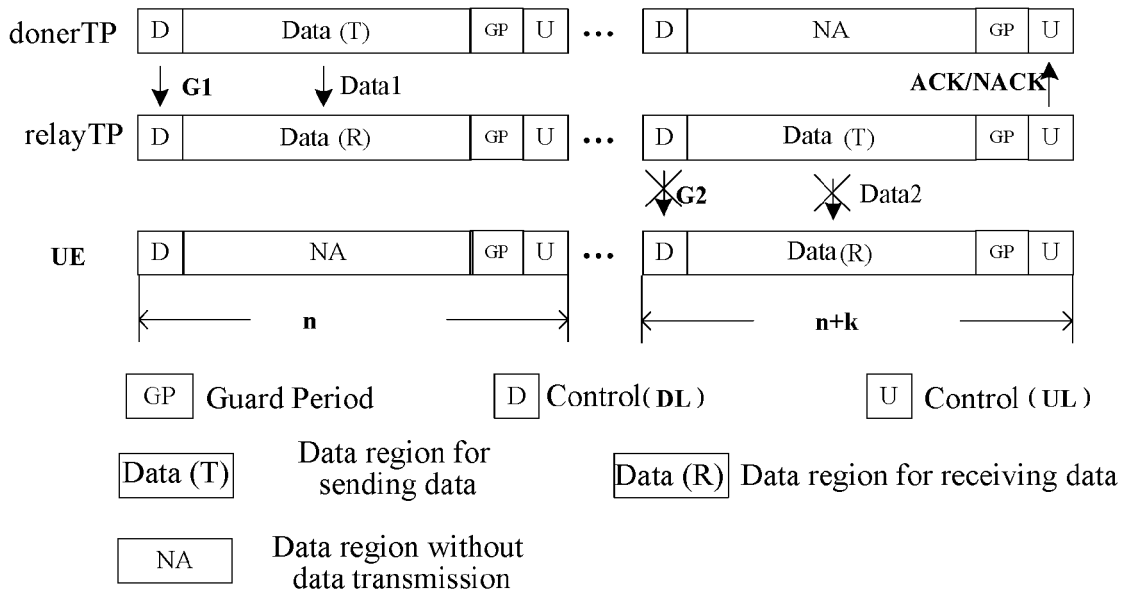 donerTP D Data (T) GP U ... D NA GP U
G1 Data1 ACK/NACK
relayTP D Data (R) GP U ... D Data (T) GP U
G2 Data2
UE D NA GP U ... D Data (R) GP U
n n+k
GP Guard Period D Control(DL) U Control (UL)
Data (T) Data region for sending data Data (R) Data region for receiving data
NA Data region without data transmission